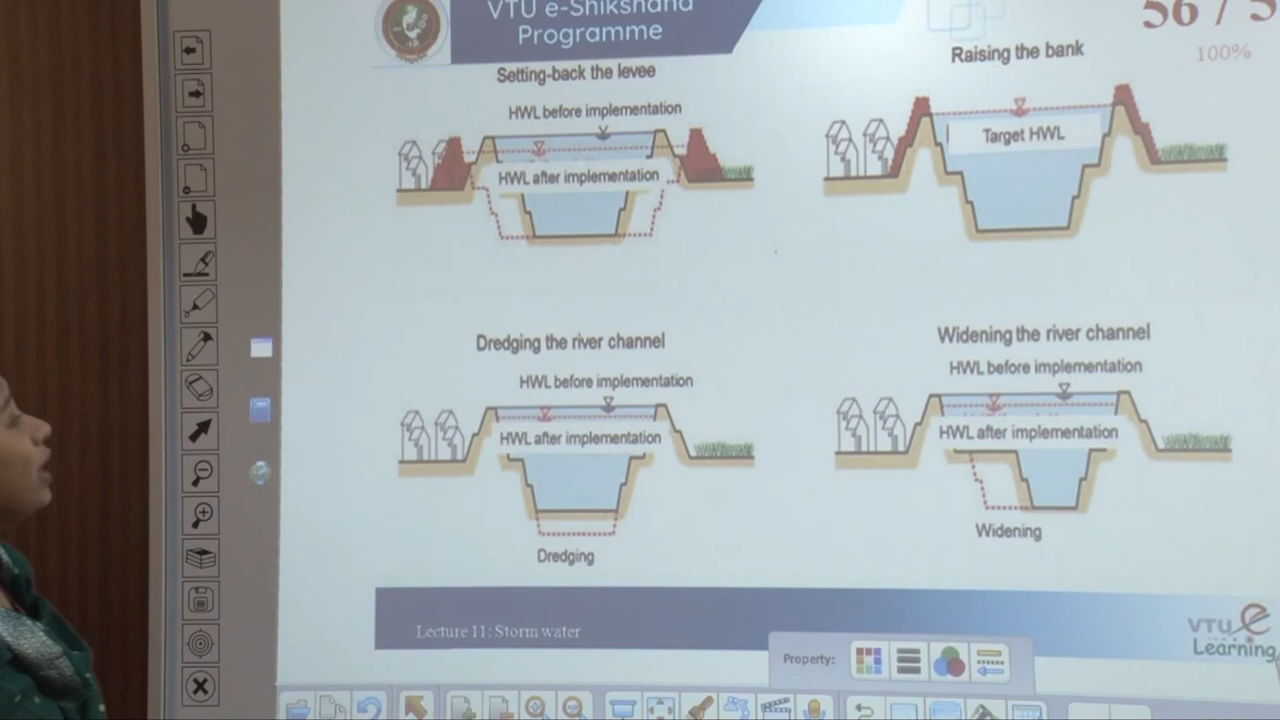 VTU e-Shikshana
Programme
56 / 5
100%
Setting-back the levee
HWL before implementation
HWL after implementation
Raising the bank
Target HWL
Dredging the river channel
HWL before implementation
HWL after implementation
Dredging
Widening the river channel
HWL before implementation
HWL after implementation
Widening
Lecture 11: Storm water
VTU e
Learning
Property: